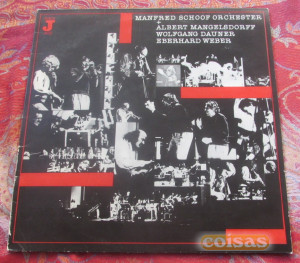 J
MANFRED SCHOOF ORCHESTER
ALBERT MANGELSDORFF
WOLFGANG DAUNER
EBERHARD WEBER
coisas